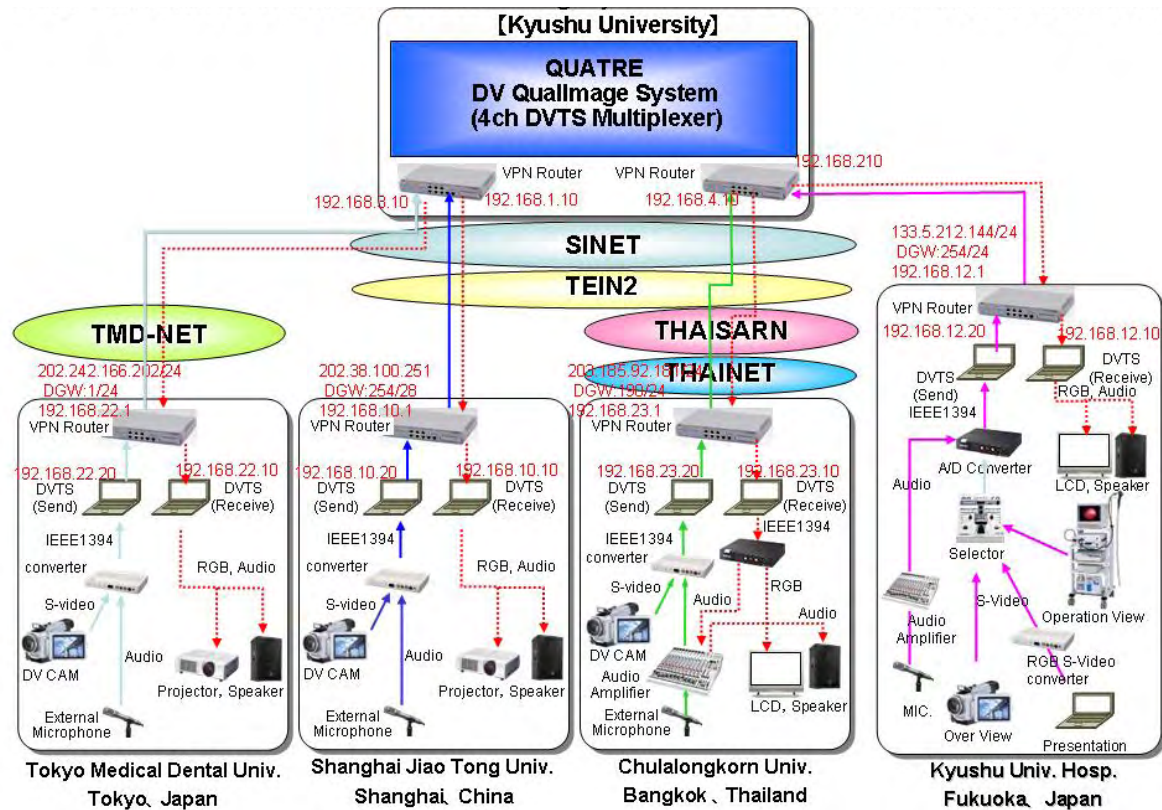 【Kyushu University】
QUATRE
DV QualImage System
(4ch DVTS Multiplexer)
VPN Router
VPN Router
192.168.210
192.168.3.10
192.168.1.10
192.168.4.10
SINET
TEIN2
THAISARN
THAINET
TMD-NET
133.5.212.144/24
DGW:254/24
192.168.12.1
VPN Router
192.168.12.20
192.168.12.10
DVTS
(Send)
IEEE1394
DVTS
(Receive)
RGB, Audio
A/D Converter
LCD, Speaker
Audio
Selector
Operation View
S-Video
Audio
Amplifier
RGB S-Video
converter
MIC.
Over View
Presentation
Kyushu Univ. Hosp.
Fukuoka、Japan
202.242.166.202/24
DGW:1/24
192.168.22.1
VPN Router
192.168.22.20
192.168.22.10
DVTS
(Send)
DVTS
(Receive)
IEEE1394
converter
RGB, Audio
S-video
DV CAM
Audio
Projector, Speaker
External
Microphone
Tokyo Medical Dental Univ.
Tokyo、Japan
202.38.100.251
DGW:254/28
192.168.10.1
VPN Router
192.168.10.20
192.168.10.10
DVTS
(Send)
DVTS
(Receive)
IEEE1394
converter
RGB, Audio
S-video
DV CAM
Audio
Projector, Speaker
External
Microphone
Shanghai Jiao Tong Univ.
Shanghai、China
DGW:190/24
192.168.23.1
VPN Router
192.168.23.20
192.168.23.10
DVTS
(Send)
DVTS
(Receive)
IEEE1394
IEEE1394
converter
S-video
Audio
RGB
Audio
DV CAM
Audio
Amplifier
LCD, Speaker
External
Microphone
Chulalongkorn Univ.
Bangkok、Thailand